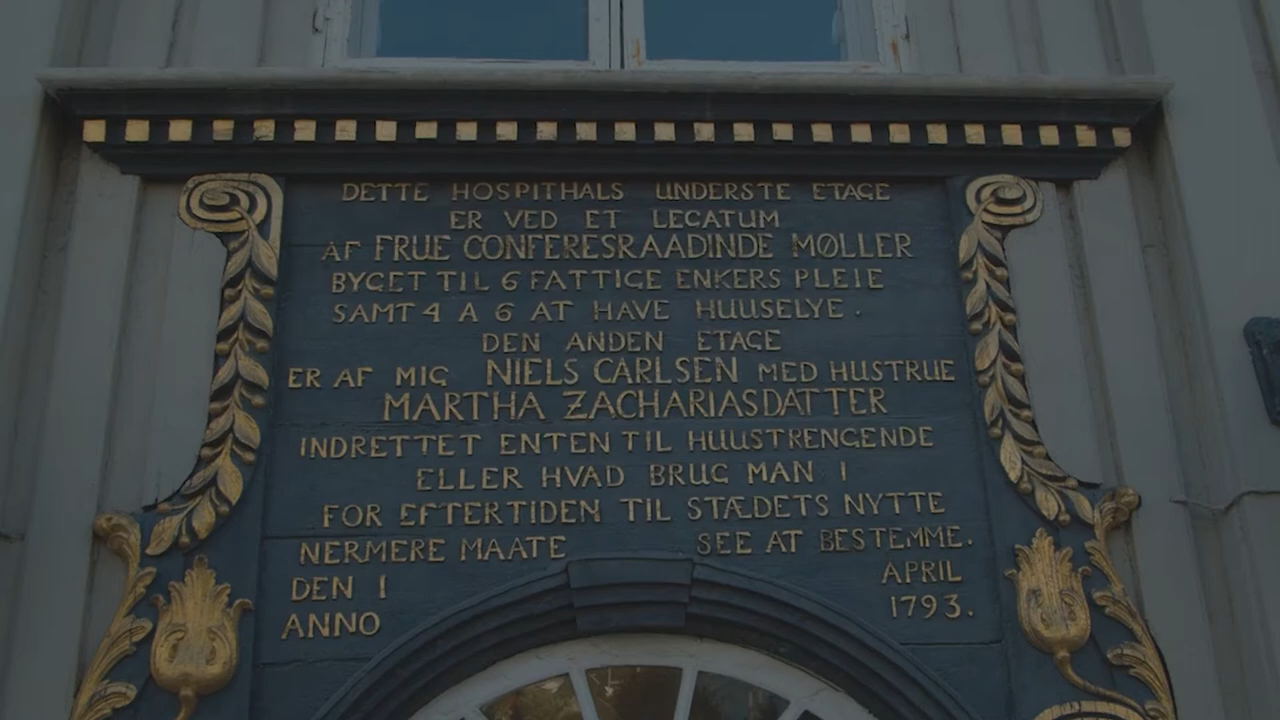 DETTE HOSPITHALS UNDERSTE ETAGE
ER VED ET LEGATUM
AF FRUE CONFERESRAADINDE MØLLER
BYGET TIL 6 FATTIGE ENKERS PLEIE
SAMT 4 A 6 AT HAVE HUUSELYE.
DEN ANDEN ETAGE
ER AF MIG NIELS CARLSEN MED HUSTRUE
MARTHA ZACHARIASDATTER
INDRETTET ENTEN TIL HUUSTRENGENDE
ELLER HVAD BRUG MAN I
FOR EFTERTIDEN TIL STÆDETS NYTTE
NERMERE MAATE SEE AT BESTEMME.
DEN 1 APRIL
ANNO 1793.